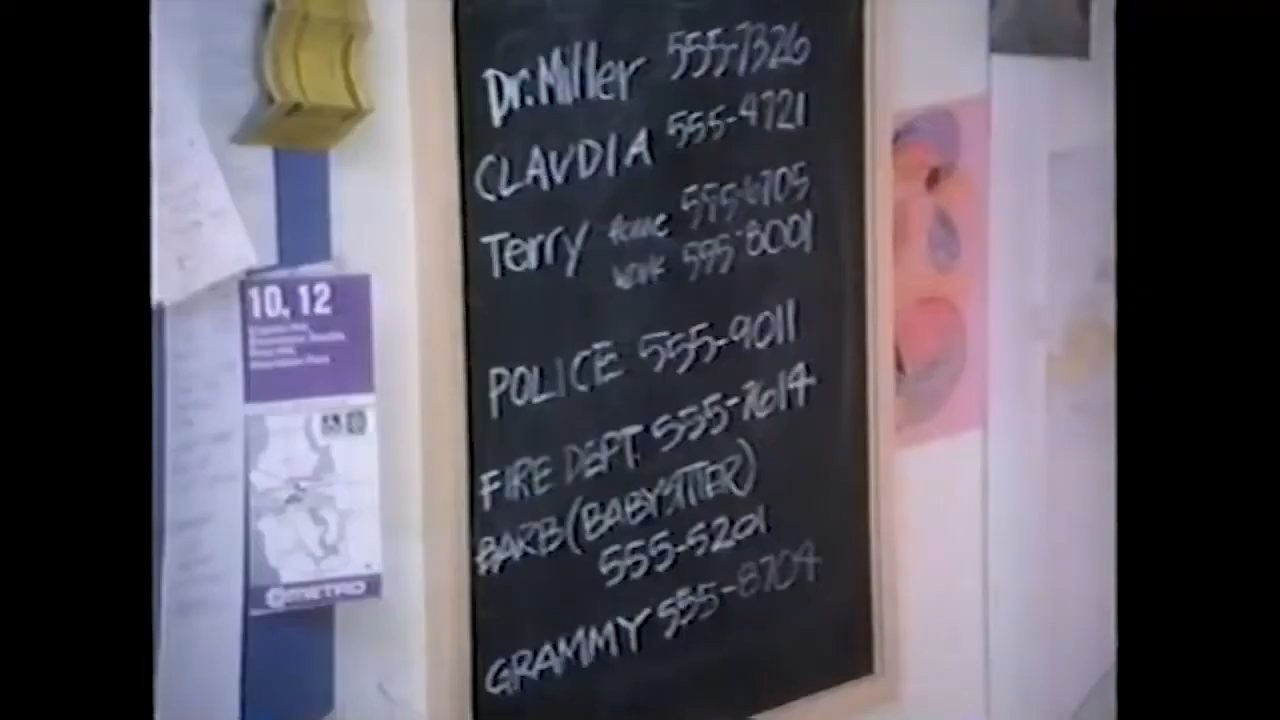 Dr. Miller 555-7326
CLAUDIA 555-4721
Terry home 555-6705
work 555-8001
POLICE 555-9011
FIRE DEPT. 555-7614
BARB (BABYSITTER)
555-5201
GRAMMY 555-8704
10, 12
METRO